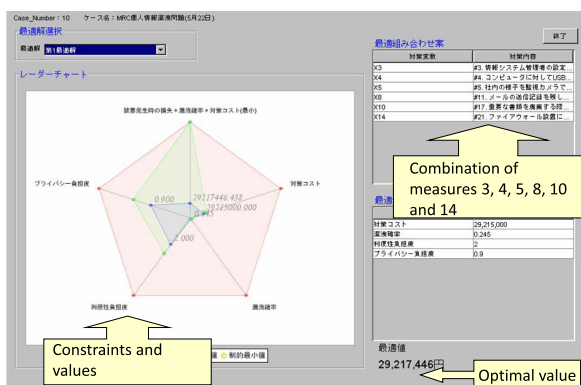 Case_Number：10 ケース名：MRC個人情報漏洩問題(5月22日)
最適解選択
最適解 第1最適解
終了
最適組み合わせ案
対策変数 対策内容
X3 #3. 情報システム管理者の設定...
X4 #4. コンピュータに対してUSB...
X5 #5. 社内の様子を監視カメラで...
X8 #11. メールの送信記録を残し...
X10 #17. 重要な書類を廃棄する際...
X14 #21. ファイアウォール設置に...
レーダーチャート
被害発生時の損失＊漏洩確率＋対策コスト(最小)
プライバシー負担度
対策コスト
0.900
29217446.438
29215000.000
0.245
2.000
利便性負担度
漏洩確率
値 制約最小値
Combination of
measures 3, 4, 5, 8, 10
and 14
最適
対策コスト 29,215,000
漏洩確率 0.245
利便性負担度 2
プライバシー負担度 0.9
Constraints and
values
最適値
29,217,446円
Optimal value